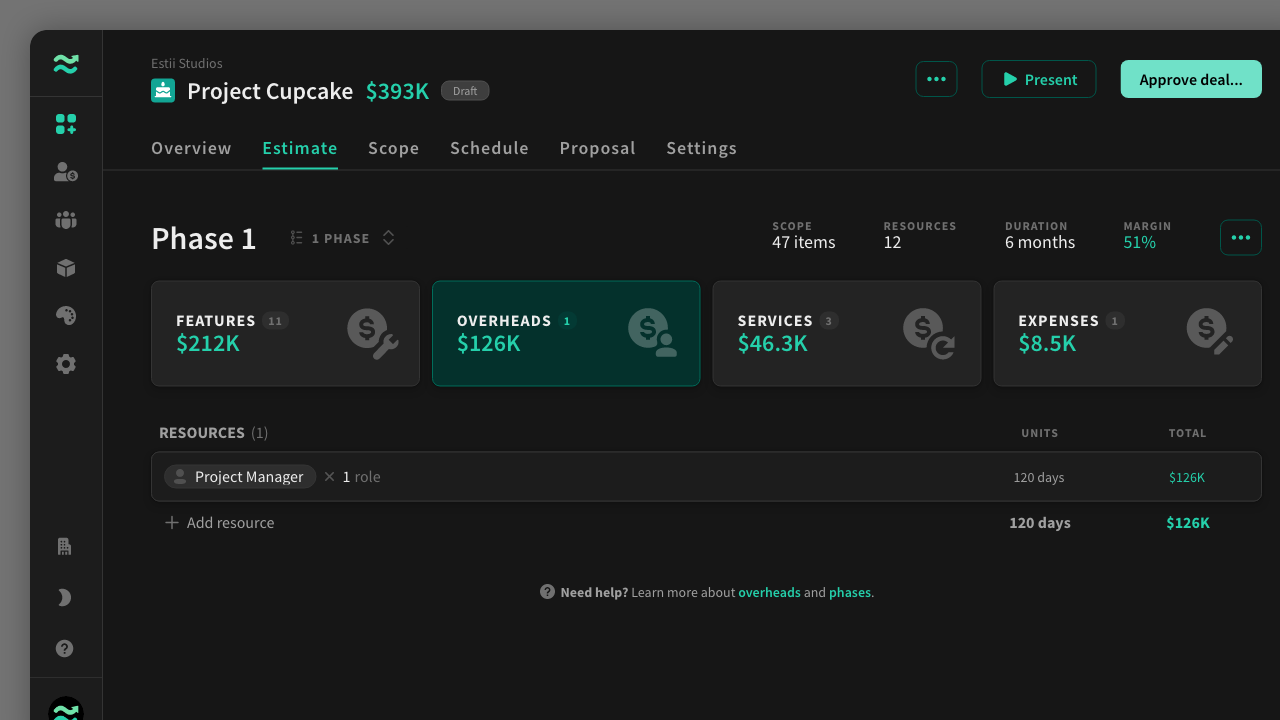 Estii Studios
Project Cupcake $393K Draft
Present
Approve deal...
Overview Estimate Scope Schedule Proposal Settings
Phase 1 1 PHASE
SCOPE RESOURCES DURATION MARGIN
47 items 12 6 months 51%
FEATURES 11
$212K
OVERHEADS 1
$126K
SERVICES 3
$46.3K
EXPENSES 1
$8.5K
RESOURCES (1) UNITS TOTAL
Project Manager × 1 role 120 days $126K
+ Add resource 120 days $126K
Need help? Learn more about overheads and phases.